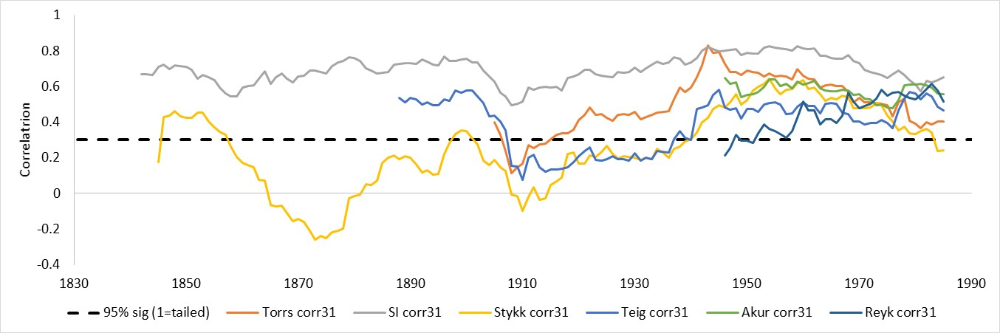 1
0.8
0.6
0.4
0.2
0
-0.2
-0.4
Correlation
1830 1850 1870 1890 1910 1930 1950 1970 1990
95% sig (1=tailed) Torrs corr31 SI corr31 Stykk corr31 Teig corr31 Akur corr31 Reyk corr31